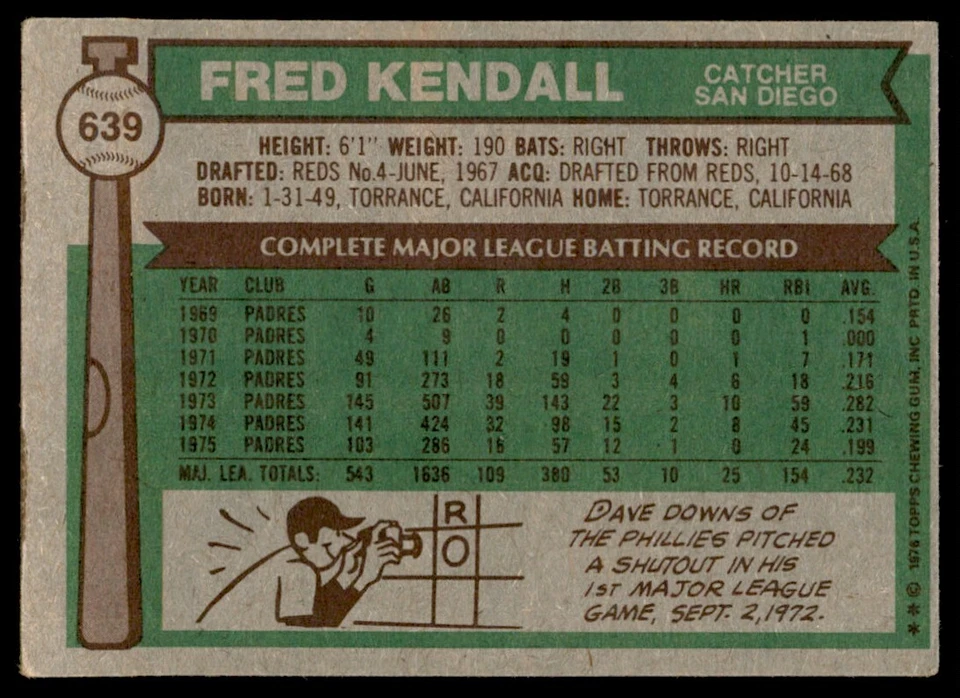 639
FRED KENDALL
CATCHER
SAN DIEGO
HEIGHT: 6'1" WEIGHT: 190 BATS: RIGHT THROWS: RIGHT
DRAFTED: REDS No.4-JUNE, 1967 ACQ: DRAFTED FROM REDS, 10-14-68
BORN: 1-31-49, TORRANCE, CALIFORNIA HOME: TORRANCE, CALIFORNIA
COMPLETE MAJOR LEAGUE BATTING RECORD
YEAR CLUB G AB R H 2B 3B HR RBI AVG.
1969 PADRES 10 26 2 4 0 0 0 0 .154
1970 PADRES 4 9 0 0 0 0 0 1 .000
1971 PADRES 49 111 2 19 1 0 1 7 .171
1972 PADRES 91 273 18 59 3 4 6 18 .216
1973 PADRES 145 507 39 143 22 3 10 59 .282
1974 PADRES 141 424 32 98 15 2 8 45 .231
1975 PADRES 103 286 16 57 12 1 0 24 .199
MAJ. LEA. TOTALS: 543 1636 109 380 53 10 25 154 .232
R
O
DAVE DOWNS OF
THE PHILLIES PITCHED
A SHUTOUT IN HIS
1ST MAJOR LEAGUE
GAME, SEPT. 2, 1972.
** © 1976 TOPPS CHEWING GUM, INC. PRTD. IN U.S.A.